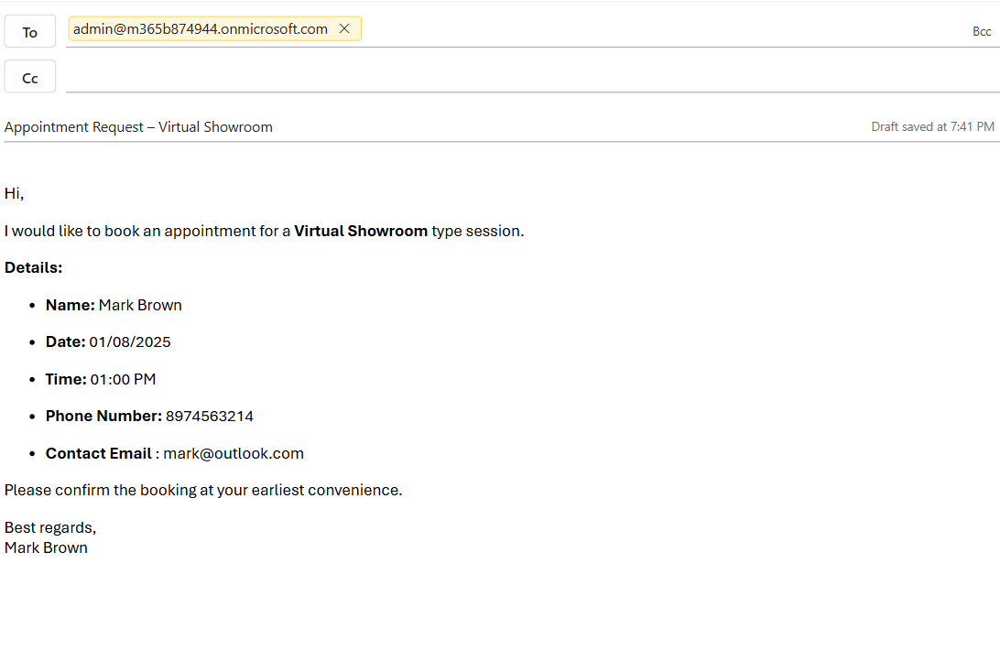 To
admin@m365b874944.onmicrosoft.com
Bcc
Cc
Appointment Request – Virtual Showroom
Draft saved at 7:41 PM
Hi,
I would like to book an appointment for a Virtual Showroom type session.
Details:
• Name: Mark Brown
• Date: 01/08/2025
• Time: 01:00 PM
• Phone Number: 8974563214
• Contact Email : mark@outlook.com
Please confirm the booking at your earliest convenience.
Best regards,
Mark Brown